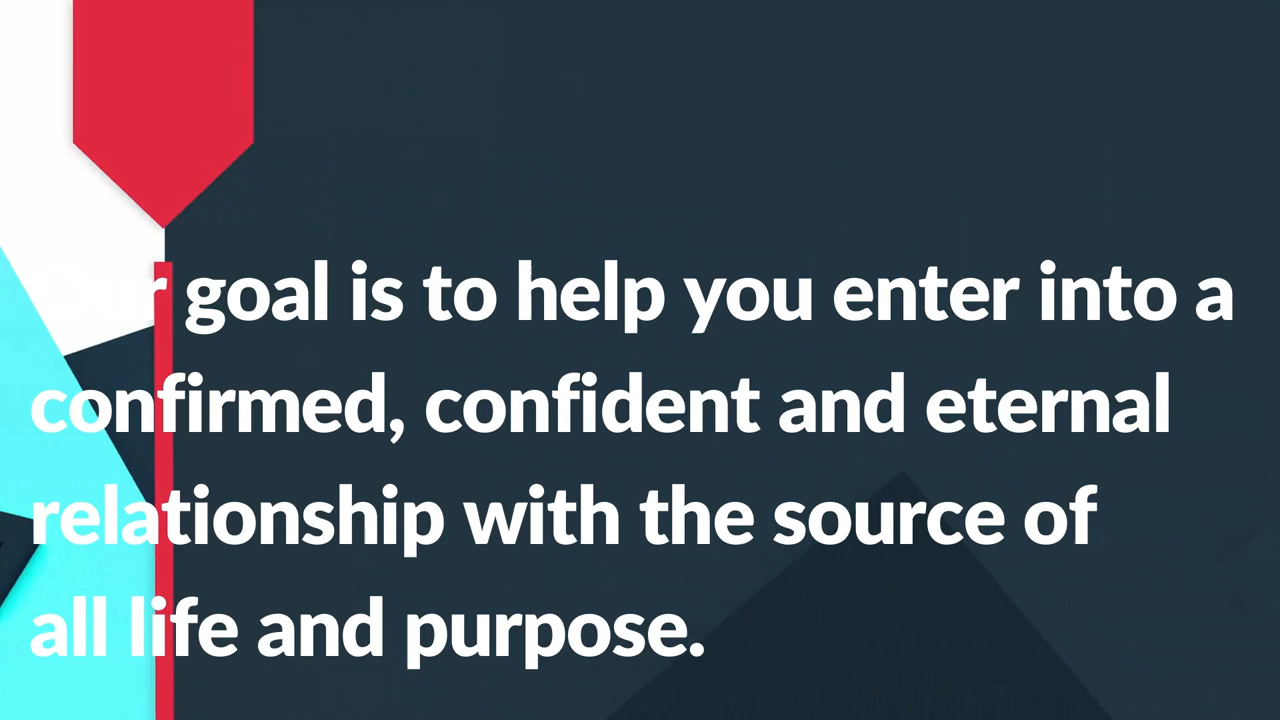 Our goal is to help you enter into a
confirmed, confident and eternal
relationship with the source of
all life and purpose.